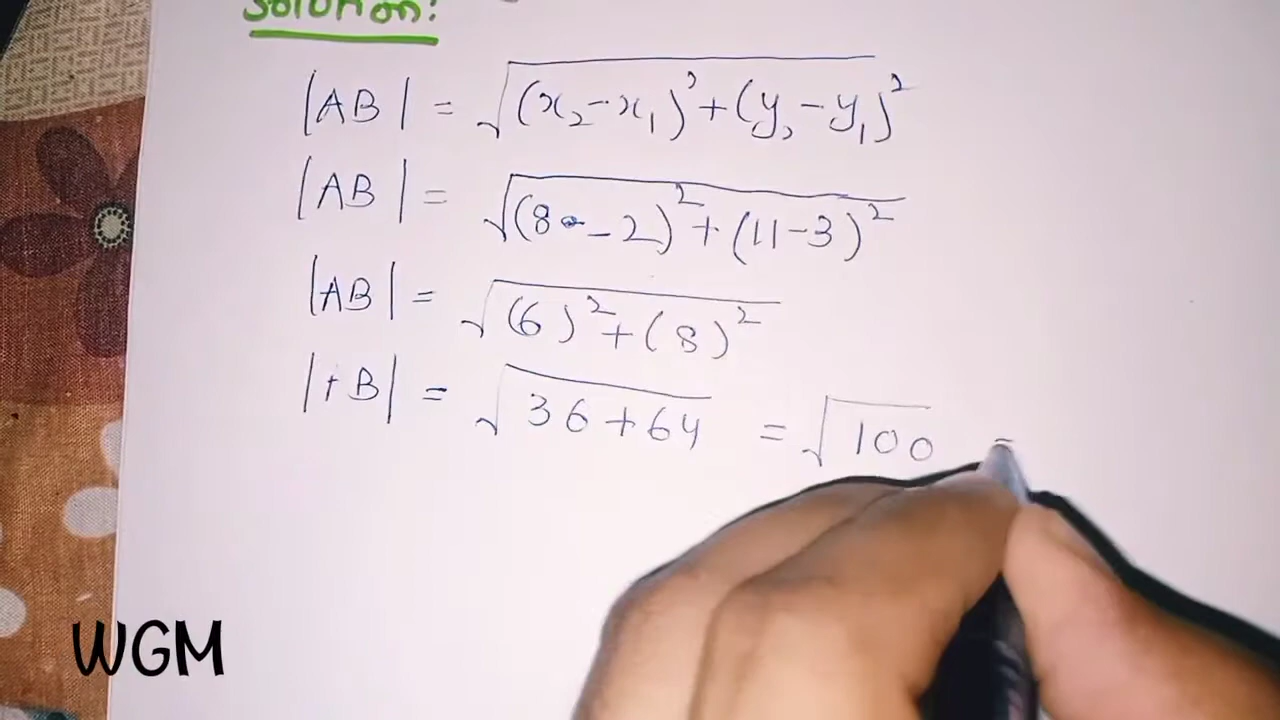 Solution:
|AB| = √(x₂-x₁)²+(y₂-y₁)²
|AB| = √(8-2)²+(11-3)²
|AB| = √(6)²+(8)²
|AB| = √36+64 = √100 =
WGM